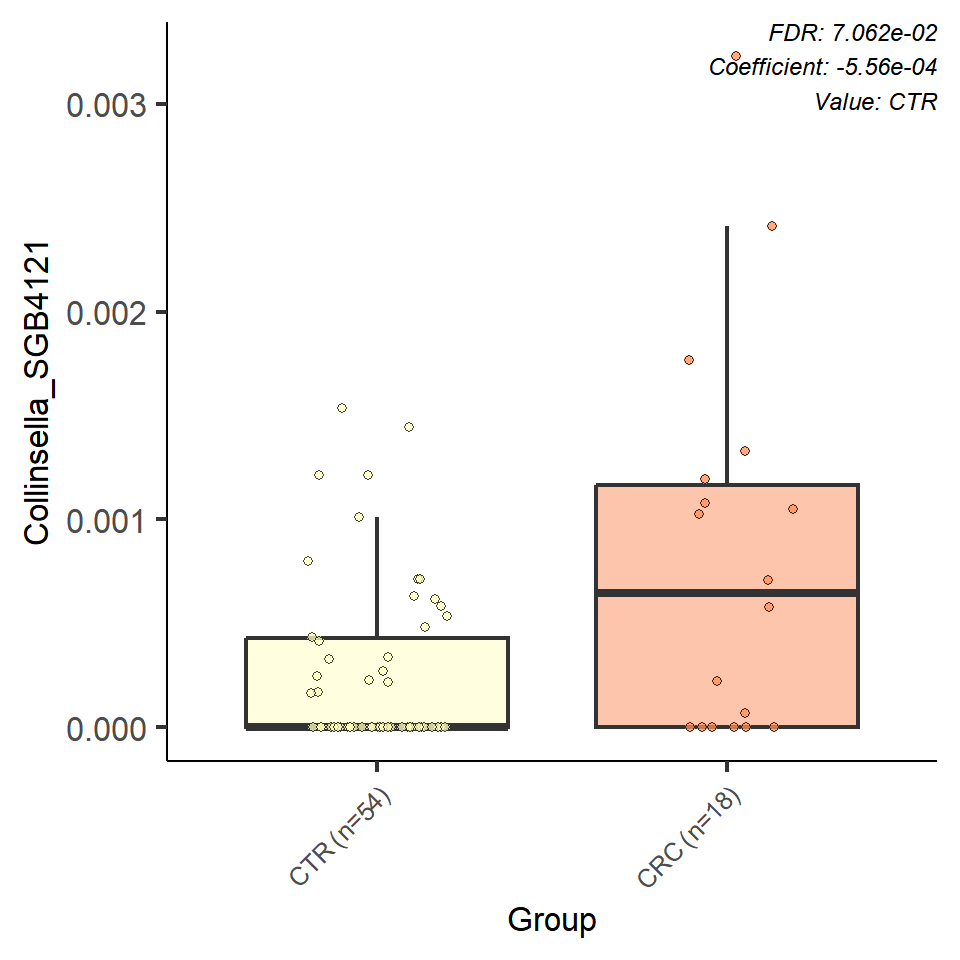 FDR: 7.062e-02
Coefficient: -5.56e-04
Value: CTR
0.003
0.002
0.001
0.000
Collinsella_SGB4121
CTR (n=54)
CRC (n=18)
Group